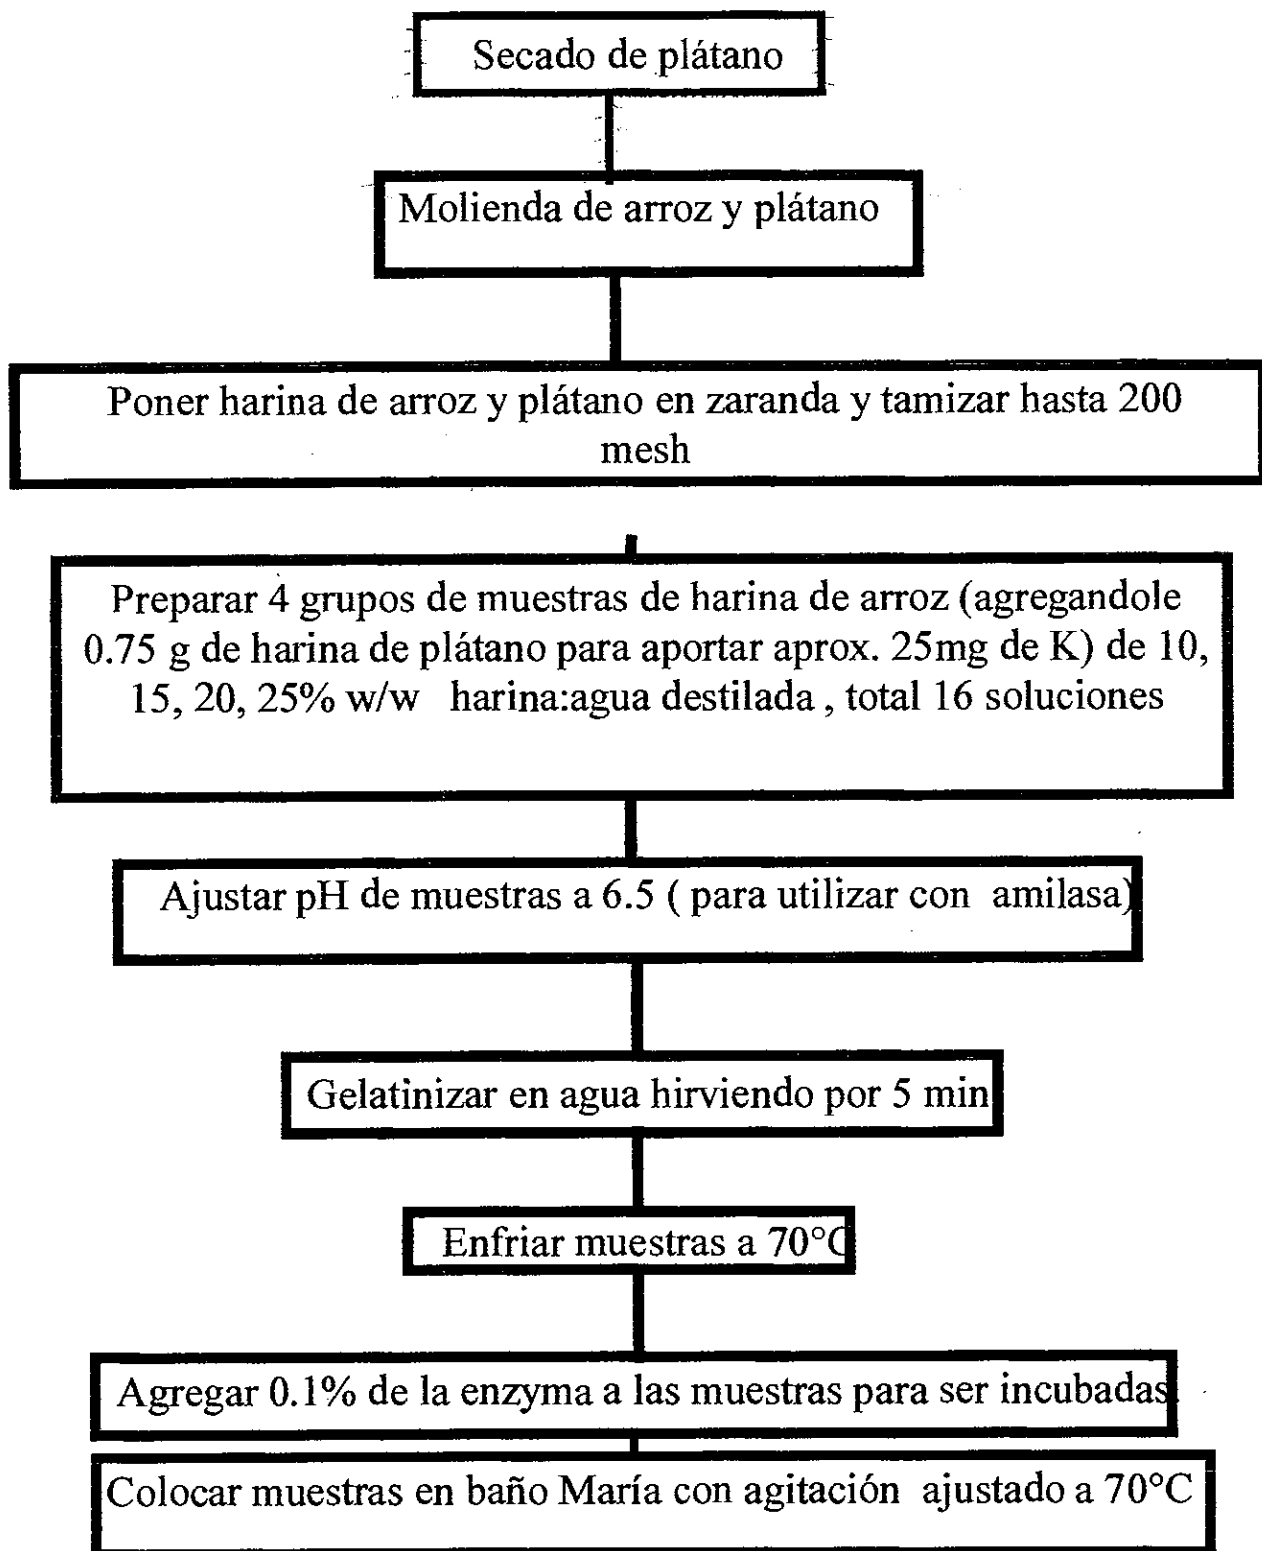 Secado de plátano
Molienda de arroz y plátano
Poner harina de arroz y plátano en zaranda y tamizar hasta 200
mesh
Preparar 4 grupos de muestras de harina de arroz (agregandole
0.75 g de harina de plátano para aportar aprox. 25mg de K) de 10,
15, 20, 25% w/w harina:agua destilada , total 16 soluciones
Ajustar pH de muestras a 6.5 ( para utilizar con amilasa)
Gelatinizar en agua hirviendo por 5 min
Enfriar muestras a 70°C
Agregar 0.1% de la enzyma a las muestras para ser incubadas.
Colocar muestras en baño María con agitación ajustado a 70°C